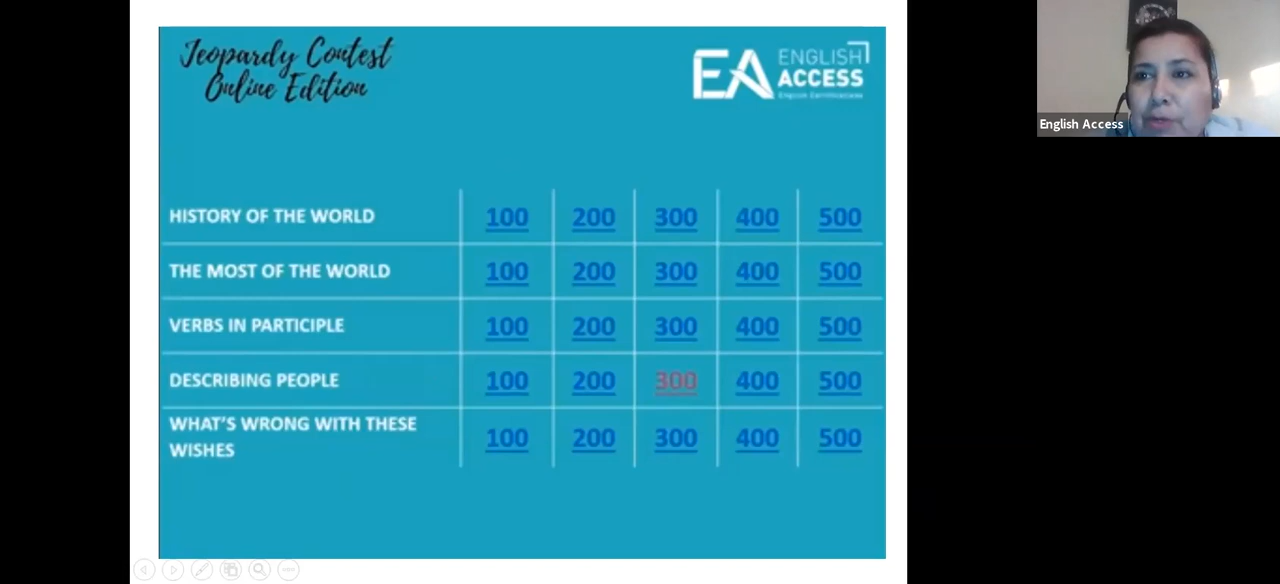 Jeopardy Contest
Online Edition
EA ENGLISH
ACCESS
English Certifications
English Access
HISTORY OF THE WORLD 100 200 300 400 500
THE MOST OF THE WORLD 100 200 300 400 500
VERBS IN PARTICIPLE 100 200 300 400 500
DESCRIBING PEOPLE 100 200 300 400 500
WHAT'S WRONG WITH THESE
WISHES 100 200 300 400 500